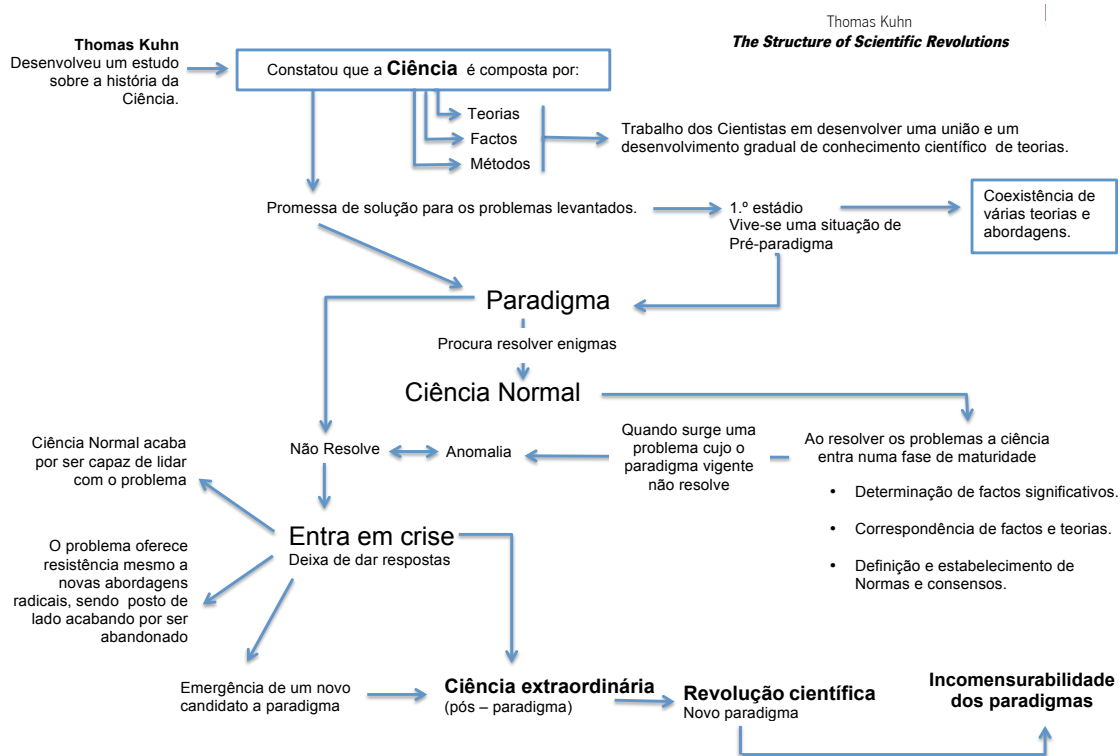 Thomas Kuhn
The Structure of Scientific Revolutions
Thomas Kuhn
Desenvolveu um estudo
sobre a história da
Ciência.
Constatou que a Ciência é composta por:
Teorias
Factos
Métodos
Trabalho dos Cientistas em desenvolver uma união e um
desenvolvimento gradual de conhecimento científico de teorias.
Promessa de solução para os problemas levantados.
1.º estádio
Vive-se uma situação de
Pré-paradigma
Coexistência de
várias teorias e
abordagens.
Paradigma
Procura resolver enigmas
Ciência Normal
Ao resolver os problemas a ciência
entra numa fase de maturidade
• Determinação de factos significativos.
• Correspondência de factos e teorias.
• Definição e estabelecimento de
Normas e consensos.
Quando surge uma
problema cujo o
paradigma vigente
não resolve
Anomalia
Não Resolve
Entra em crise
Deixa de dar respostas
Ciência Normal acaba
por ser capaz de lidar
com o problema
O problema oferece
resistência mesmo a
novas abordagens
radicais, sendo posto de
lado acabando por ser
abandonado
Emergência de um novo
candidato a paradigma
Ciência extraordinária
(pós – paradigma)
Revolução científica
Novo paradigma
Incomensurabilidade
dos paradigmas